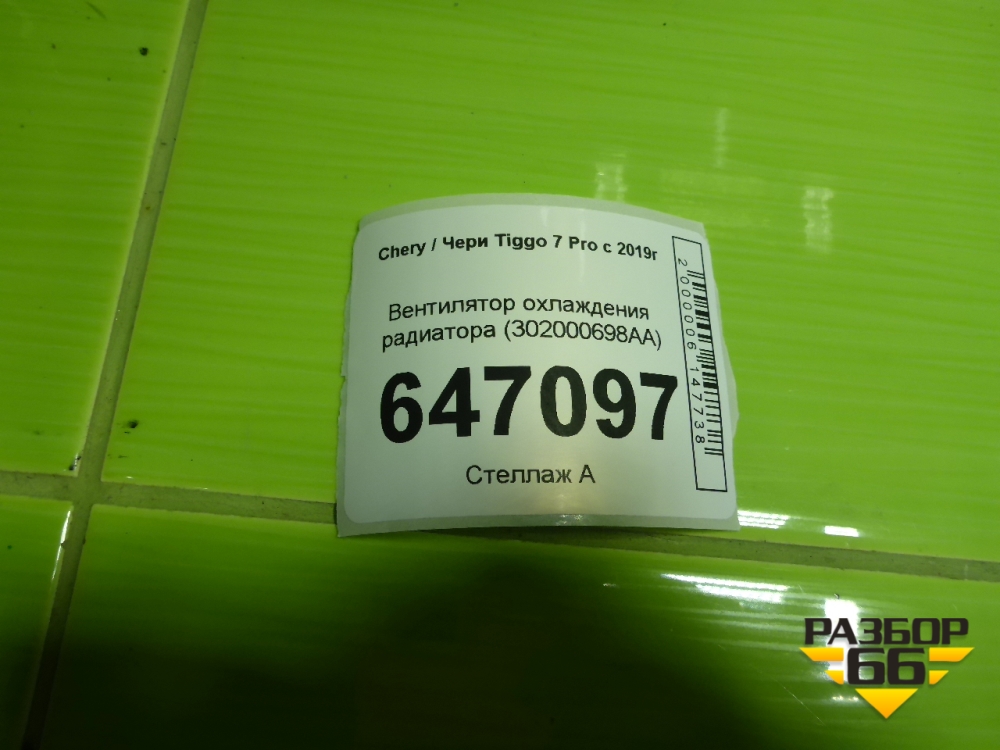 Chery / Чери Tiggo 7 Pro с 2019г
Вентилятор охлаждения
радиатора (302000698AA)
647097
Стеллаж А
2000006147738
РАЗБОР
66